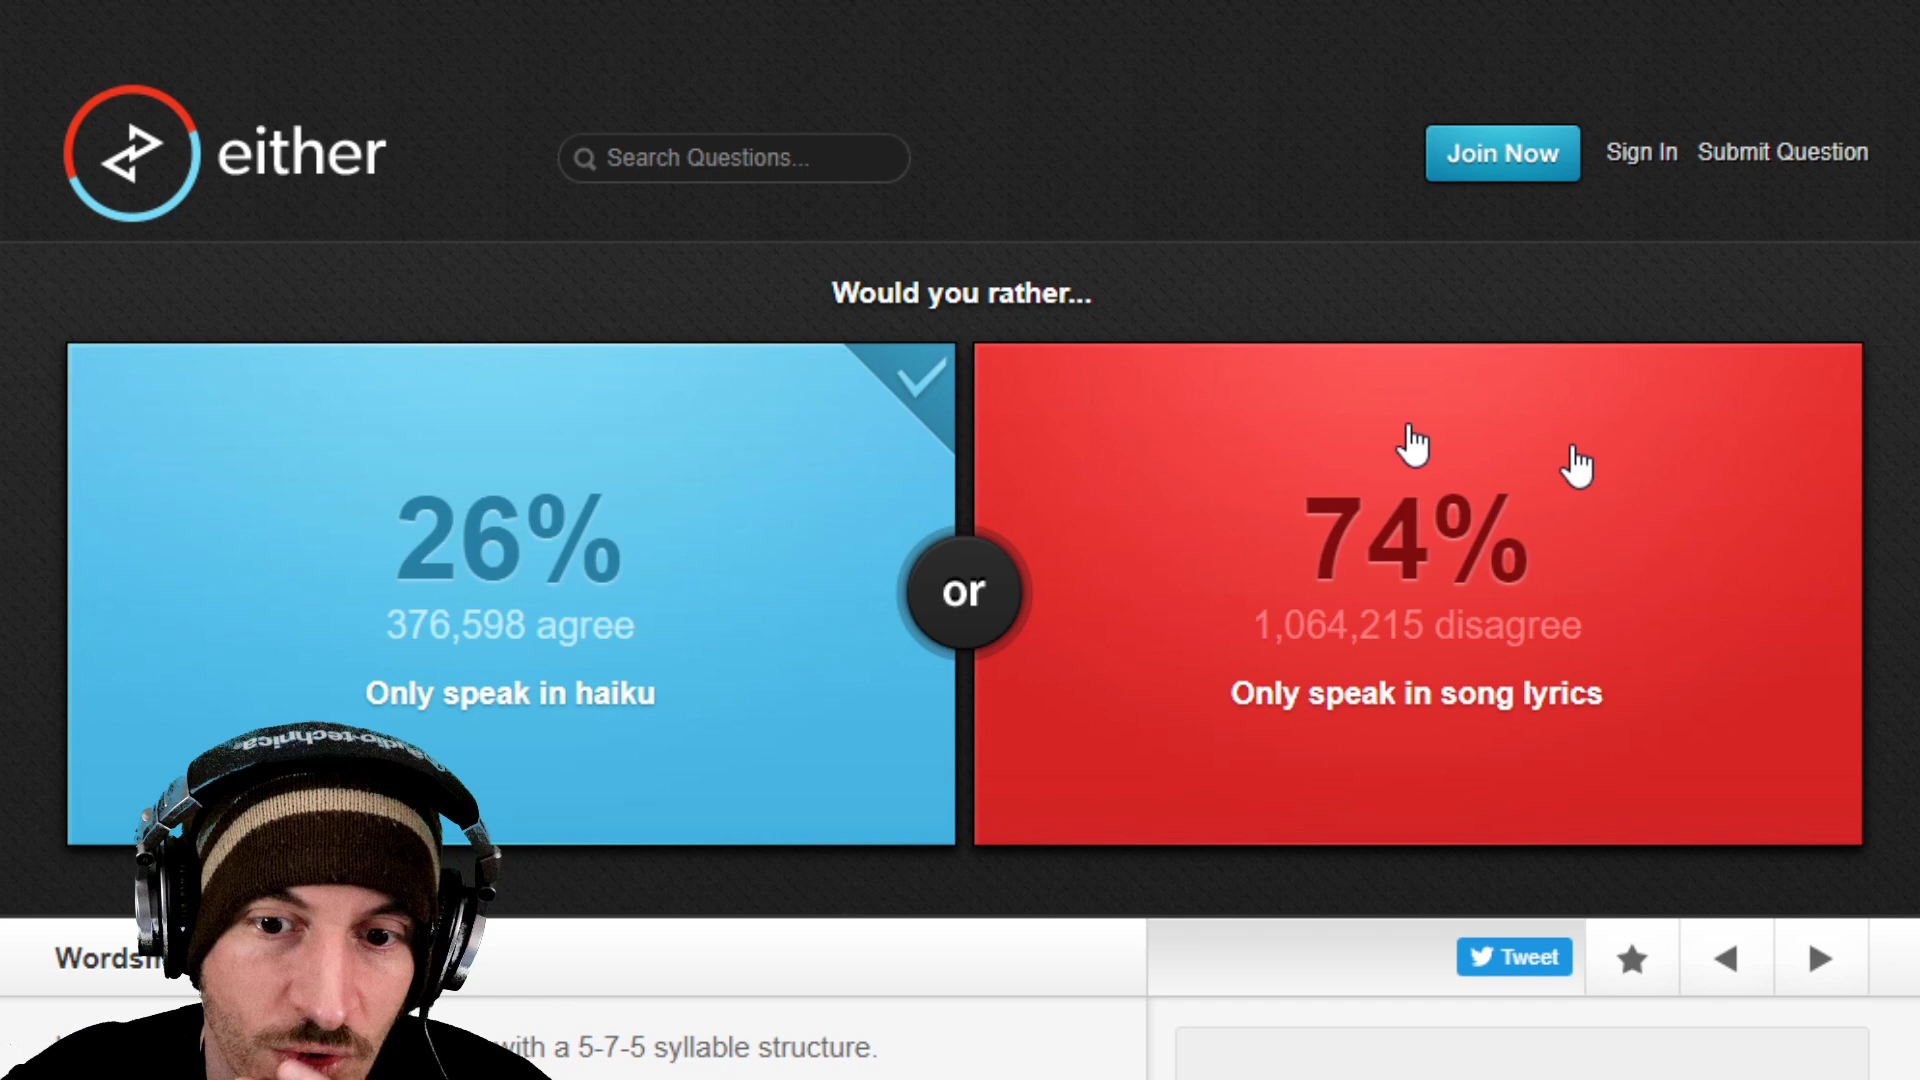 either
Search Questions...
Join Now
Sign In
Submit Question
Would you rather...
26%
376,598 agree
Only speak in haiku
or
74%
1,064,215 disagree
Only speak in song lyrics
audio-technica
Tweet
with a 5-7-5 syllable structure.